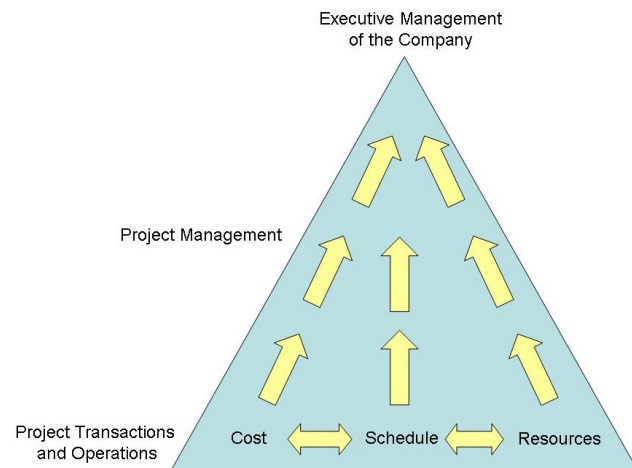 Executive Management
of the Company
Project Management
Project Transactions
and Operations
Cost
Schedule
Resources